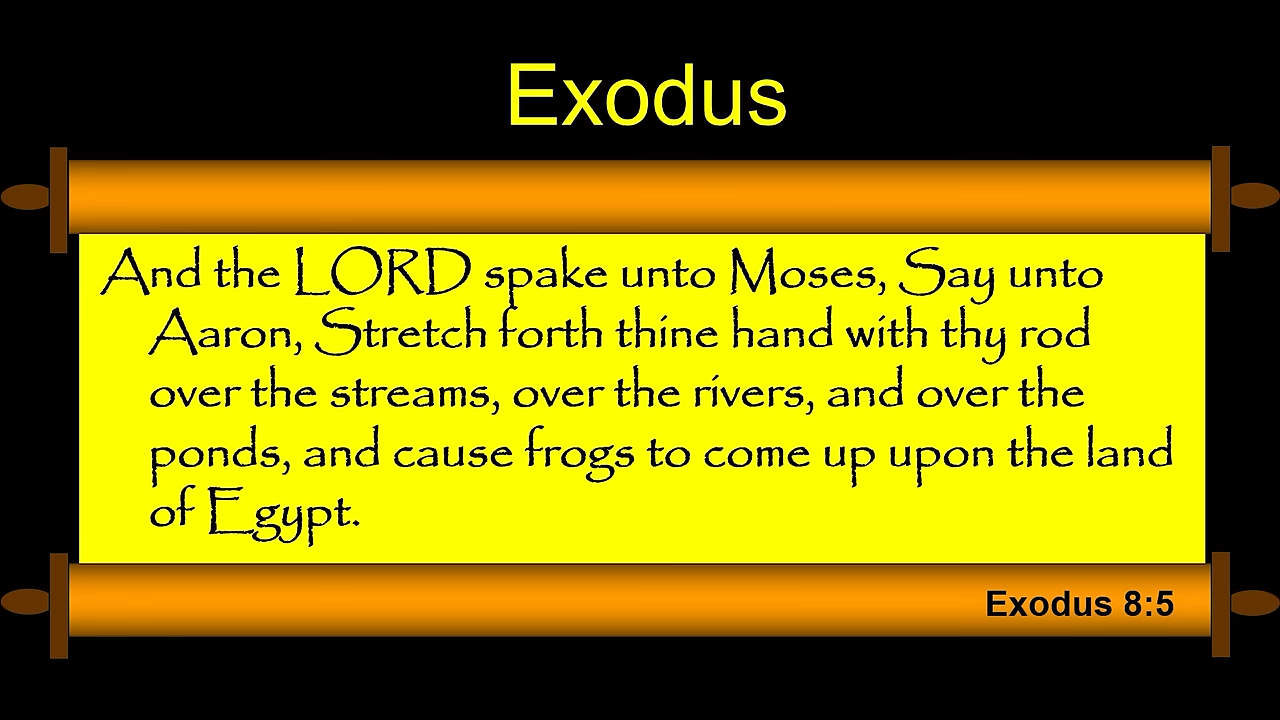 Exodus
And the LORD spake unto Moses, Say unto
Aaron, Stretch forth thine hand with thy rod
over the streams, over the rivers, and over the
ponds, and cause frogs to come up upon the land
of Egypt.
Exodus 8:5